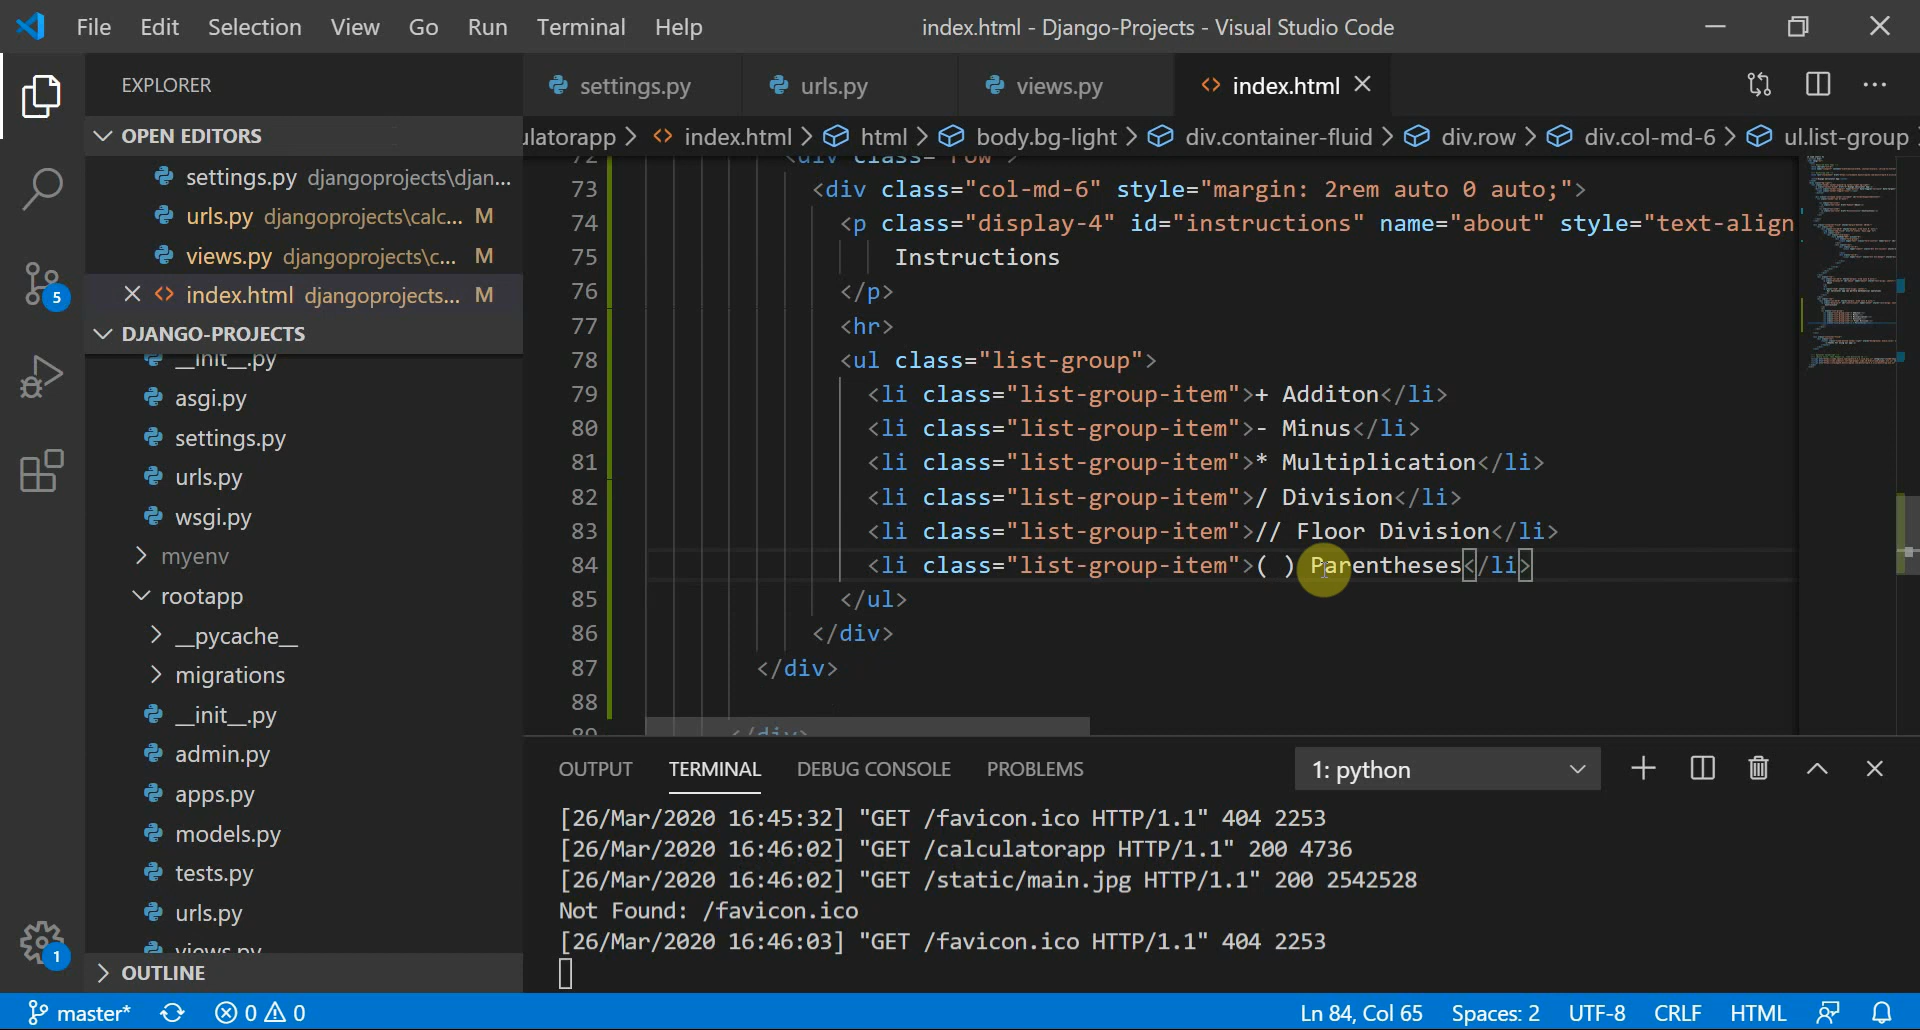 File Edit Selection View Go Run Terminal Help index.html - Django-Projects - Visual Studio Code
EXPLORER
settings.py urls.py views.py index.html
OPEN EDITORS
ulatorapp > index.html > html > body.bg-light > div.container-fluid > div.row > div.col-md-6 > ul.list-group
settings.py djangoprojects\djan...
urls.py djangoprojects\calc... M
views.py djangoprojects\c... M
index.html djangoprojects... M
DJANGO-PROJECTS
__init__.py
asgi.py
settings.py
urls.py
wsgi.py
myenv
rootapp
__pycache__
migrations
__init__.py
admin.py
apps.py
models.py
tests.py
urls.py
views.py
OUTLINE
72 <div class="row">
73 <div class="col-md-6" style="margin: 2rem auto 0 auto;">
74 <p class="display-4" id="instructions" name="about" style="text-align
75 Instructions
76 </p>
77 <hr>
78 <ul class="list-group">
79 <li class="list-group-item">+ Additon</li>
80 <li class="list-group-item">- Minus</li>
81 <li class="list-group-item">* Multiplication</li>
82 <li class="list-group-item">/ Division</li>
83 <li class="list-group-item">// Floor Division</li>
84 <li class="list-group-item">( ) Parentheses</li>
85 </ul>
86 </div>
87 </div>
88
89 </div>
OUTPUT TERMINAL DEBUG CONSOLE PROBLEMS 1: python
[26/Mar/2020 16:45:32] "GET /favicon.ico HTTP/1.1" 404 2253
[26/Mar/2020 16:46:02] "GET /calculatorapp HTTP/1.1" 200 4736
[26/Mar/2020 16:46:02] "GET /static/main.jpg HTTP/1.1" 200 2542528
Not Found: /favicon.ico
[26/Mar/2020 16:46:03] "GET /favicon.ico HTTP/1.1" 404 2253
5
1
master* 0 0 Ln 84, Col 65 Spaces: 2 UTF-8 CRLF HTML